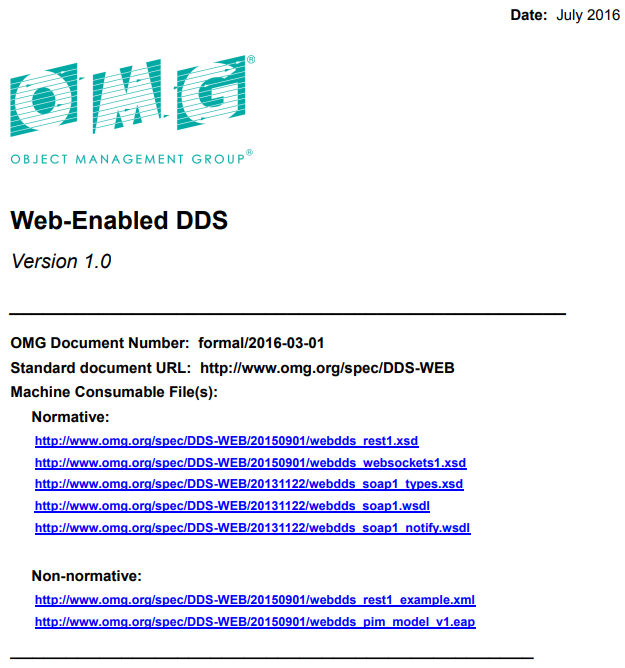 Date: July 2016
OMG®
OBJECT MANAGEMENT GROUP®
Web-Enabled DDS
Version 1.0
OMG Document Number: formal/2016-03-01
Standard document URL: http://www.omg.org/spec/DDS-WEB
Machine Consumable File(s):
Normative:
http://www.omg.org/spec/DDS-WEB/20150901/webdds_rest1.xsd
http://www.omg.org/spec/DDS-WEB/20150901/webdds_websockets1.xsd
http://www.omg.org/spec/DDS-WEB/20131122/webdds_soap1_types.xsd
http://www.omg.org/spec/DDS-WEB/20131122/webdds_soap1.wsdl
http://www.omg.org/spec/DDS-WEB/20131122/webdds_soap1_notify.wsdl
Non-normative:
http://www.omg.org/spec/DDS-WEB/20150901/webdds_rest1_example.xml
http://www.omg.org/spec/DDS-WEB/20150901/webdds_pim_model_v1.eap